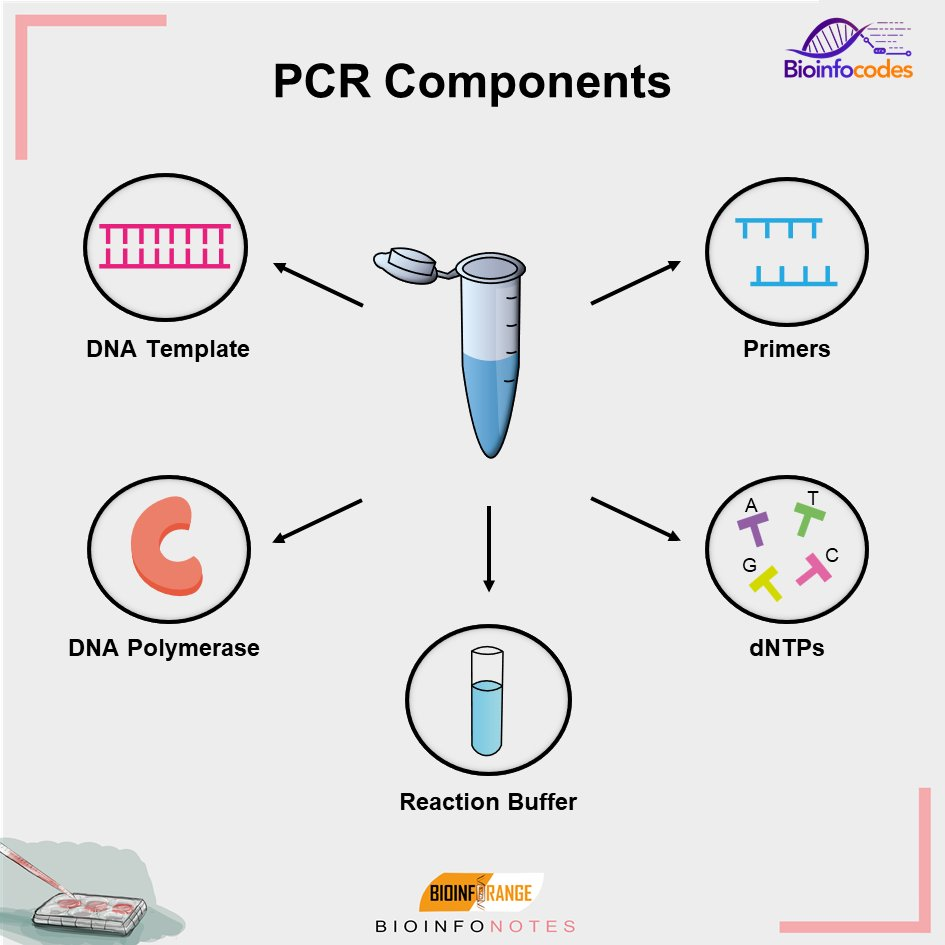 Bioinfocodes
PCR Components
DNA Template
Primers
A
T
G
C
DNA Polymerase
dNTPs
Reaction Buffer
BIOINFORANGE
BIOINFONOTES